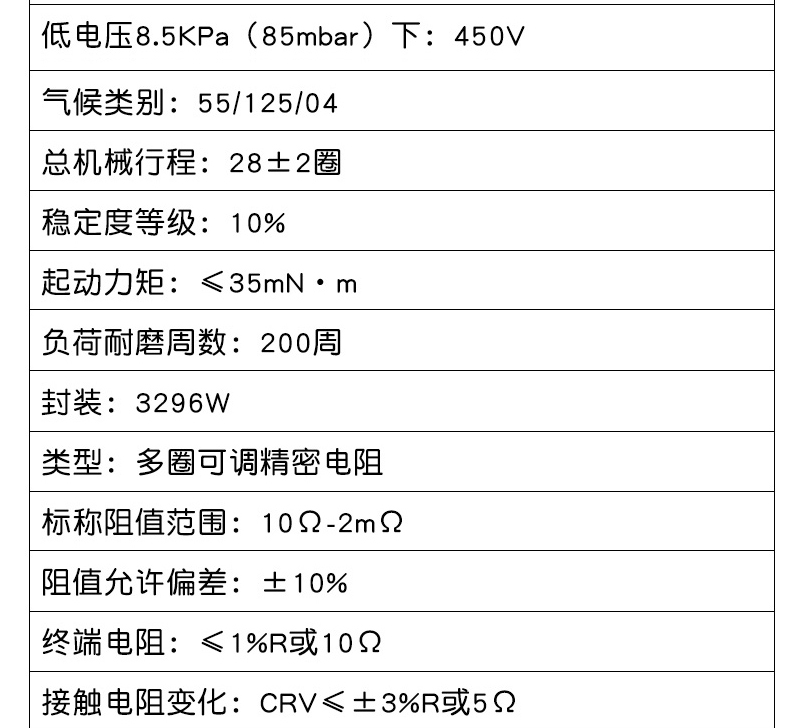 低电压8.5KPa（85mbar）下：450V
气候类别：55/125/04
总机械行程：28±2圈
稳定度等级：10%
起动力矩：≤35mN·m
负荷耐磨周数：200周
封装：3296W
类型：多圈可调精密电阻
标称阻值范围：10Ω-2mΩ
阻值允许偏差：±10%
终端电阻：≤1%R或10Ω
接触电阻变化：CRV≤±3%R或5Ω